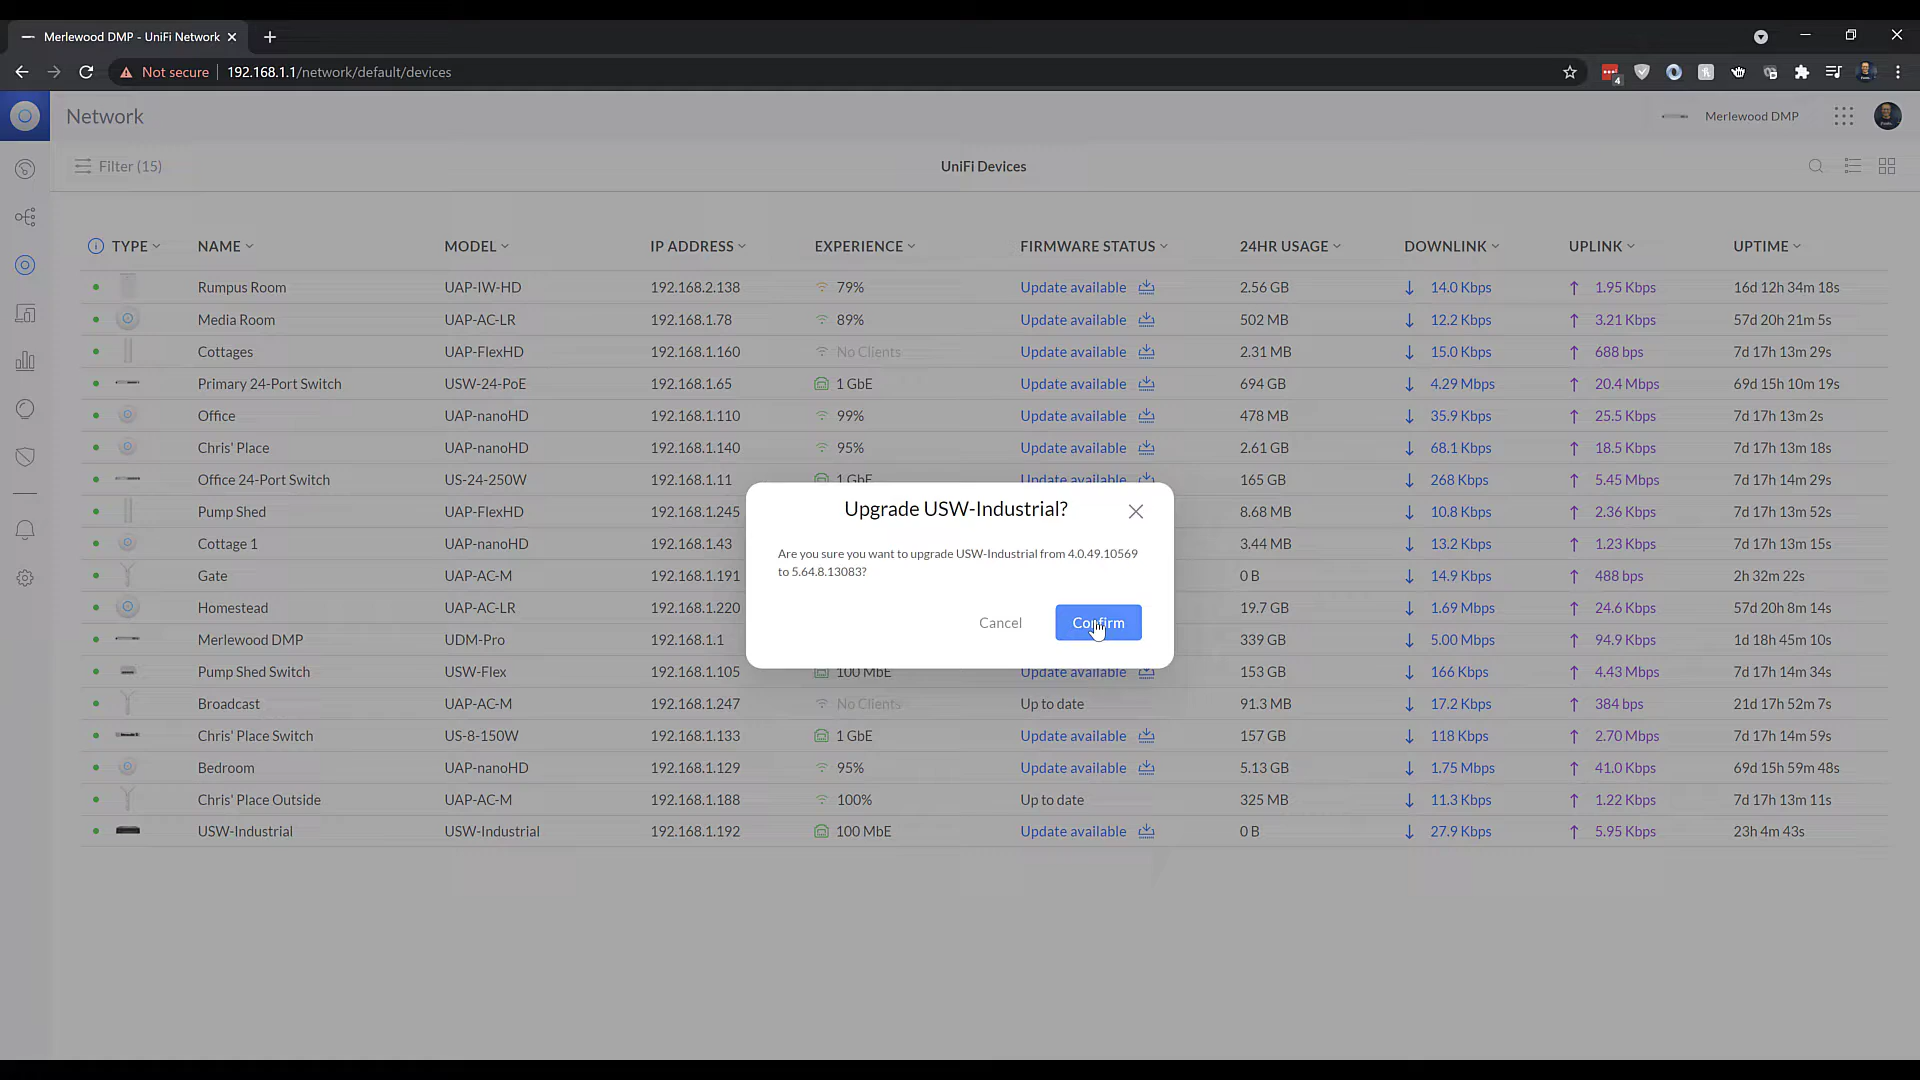 Merlewood DMP - UniFi Network
Not secure 192.168.1.1/network/default/devices
4
Network Merlewood DMP
Filter (15) UniFi Devices
TYPE NAME MODEL IP ADDRESS EXPERIENCE FIRMWARE STATUS 24HR USAGE DOWNLINK UPLINK UPTIME
Rumpus Room UAP-IW-HD 192.168.2.138 79% Update available 2.56 GB 14.0 Kbps 1.95 Kbps 16d 12h 34m 18s
Media Room UAP-AC-LR 192.168.1.78 89% Update available 502 MB 12.2 Kbps 3.21 Kbps 57d 20h 21m 5s
Cottages UAP-FlexHD 192.168.1.160 No Clients Update available 2.31 MB 15.0 Kbps 688 bps 7d 17h 13m 29s
Primary 24-Port Switch USW-24-PoE 192.168.1.65 1 GbE Update available 694 GB 4.29 Mbps 20.4 Mbps 69d 15h 10m 19s
Office UAP-nanoHD 192.168.1.110 99% Update available 478 MB 35.9 Kbps 25.5 Kbps 7d 17h 13m 2s
Chris' Place UAP-nanoHD 192.168.1.140 95% Update available 2.61 GB 68.1 Kbps 18.5 Kbps 7d 17h 13m 18s
Office 24-Port Switch US-24-250W 192.168.1.11 1 GbE Update available 165 GB 268 Kbps 5.45 Mbps 7d 17h 14m 29s
Pump Shed UAP-FlexHD 192.168.1.245 8.68 MB 10.8 Kbps 2.36 Kbps 7d 17h 13m 52s
Cottage 1 UAP-nanoHD 192.168.1.43 3.44 MB 13.2 Kbps 1.23 Kbps 7d 17h 13m 15s
Gate UAP-AC-M 192.168.1.191 0 B 14.9 Kbps 488 bps 2h 32m 22s
Homestead UAP-AC-LR 192.168.1.220 19.7 GB 1.69 Mbps 24.6 Kbps 57d 20h 8m 14s
Merlewood DMP UDM-Pro 192.168.1.1 339 GB 5.00 Mbps 94.9 Kbps 1d 18h 45m 10s
Pump Shed Switch USW-Flex 192.168.1.105 100 MbE Update available 153 GB 166 Kbps 4.43 Mbps 7d 17h 14m 34s
Broadcast UAP-AC-M 192.168.1.247 No Clients Up to date 91.3 MB 17.2 Kbps 384 bps 21d 17h 52m 7s
Chris' Place Switch US-8-150W 192.168.1.133 1 GbE Update available 157 GB 118 Kbps 2.70 Mbps 7d 17h 14m 59s
Bedroom UAP-nanoHD 192.168.1.129 95% Update available 5.13 GB 1.75 Mbps 41.0 Kbps 69d 15h 59m 48s
Chris' Place Outside UAP-AC-M 192.168.1.188 100% Up to date 325 MB 11.3 Kbps 1.22 Kbps 7d 17h 13m 11s
USW-Industrial USW-Industrial 192.168.1.192 100 MbE Update available 0 B 27.9 Kbps 5.95 Kbps 23h 4m 43s
Upgrade USW-Industrial?
Are you sure you want to upgrade USW-Industrial from 4.0.49.10569
to 5.64.8.13083?
Cancel Confirm